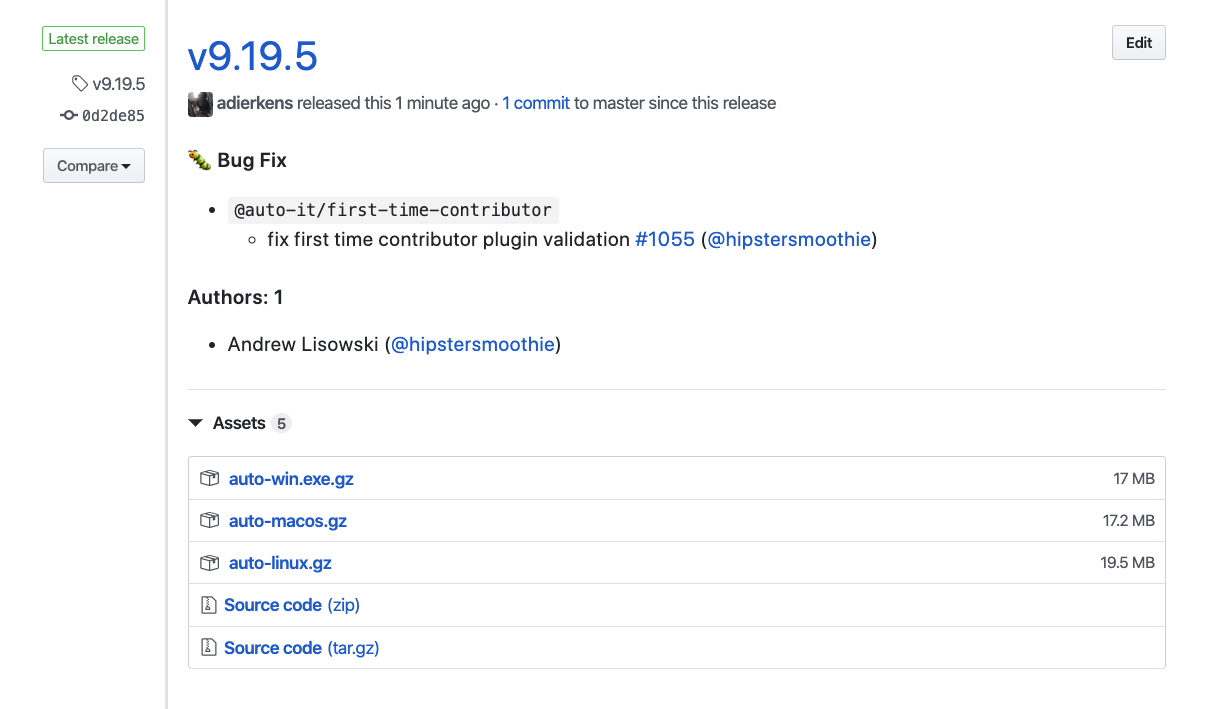 Latest release
v9.19.5
0d2de85
Compare
v9.19.5
Edit
adierkens released this 1 minute ago · 1 commit to master since this release
🐛 Bug Fix
• @auto-it/first-time-contributor
◦ fix first time contributor plugin validation #1055 (@hipstersmoothie)
Authors: 1
• Andrew Lisowski (@hipstersmoothie)
Assets 5
auto-win.exe.gz 17 MB
auto-macos.gz 17.2 MB
auto-linux.gz 19.5 MB
Source code (zip)
Source code (tar.gz)